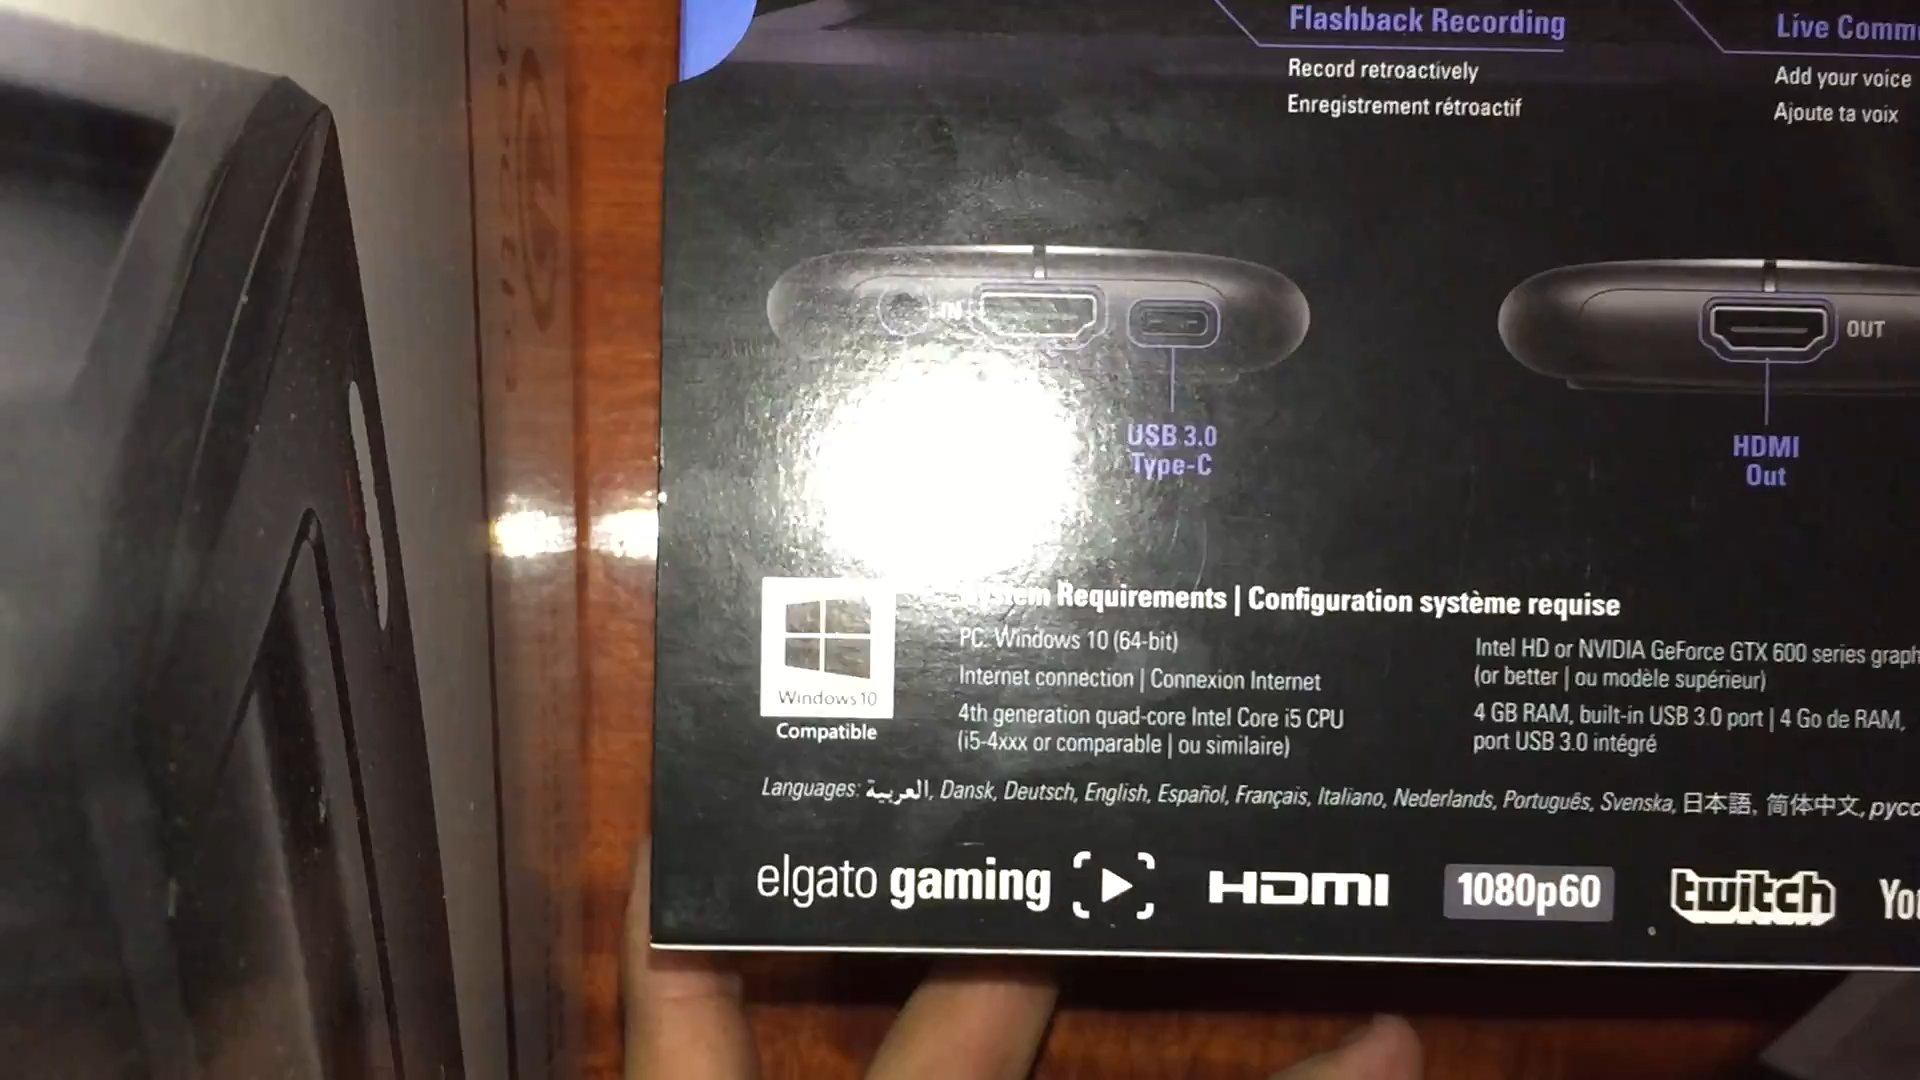 Flashback Recording
Record retroactively
Enregistrement rétroactif
Live
Add your voice
Ajoute ta voix
IN
USB 3.0
Type-C
OUT
HDMI
Out
Requirements | Configuration système requise
PC: Windows 10 (64-bit)
Internet connection | Connexion Internet
4th generation quad-core Intel Core i5 CPU
(i5-4xxx or comparable | ou similaire)
Intel HD or NVIDIA GeForce GTX 600 series
(or better | ou modèle supérieur)
4 GB RAM, built-in USB 3.0 port | 4 Go de RAM,
port USB 3.0 intégré
Windows 10
Compatible
Languages: العربية, Dansk, Deutsch, English, Español, Français, Italiano, Nederlands, Português, Svenska, 日本語, 简体中文,
elgato gaming
HDMI
1080p60
twitch